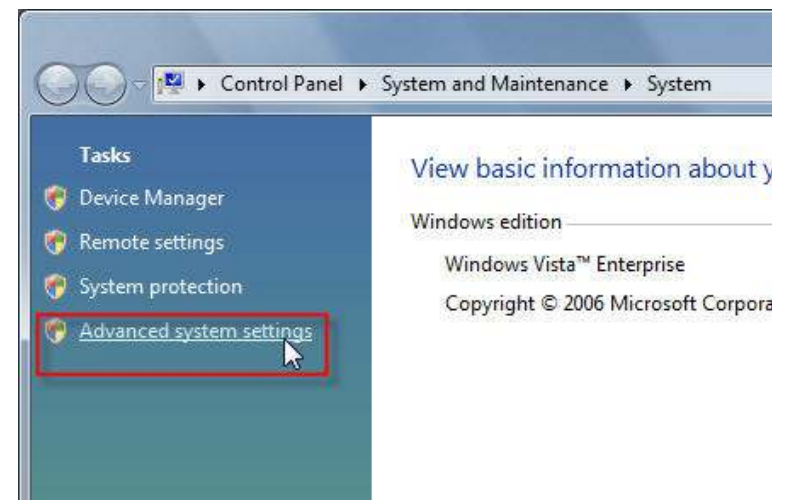 Control Panel ▸ System and Maintenance ▸ System
Tasks
Device Manager
Remote settings
System protection
Advanced system settings
View basic information about y
Windows edition
Windows Vista™ Enterprise
Copyright © 2006 Microsoft Corpora